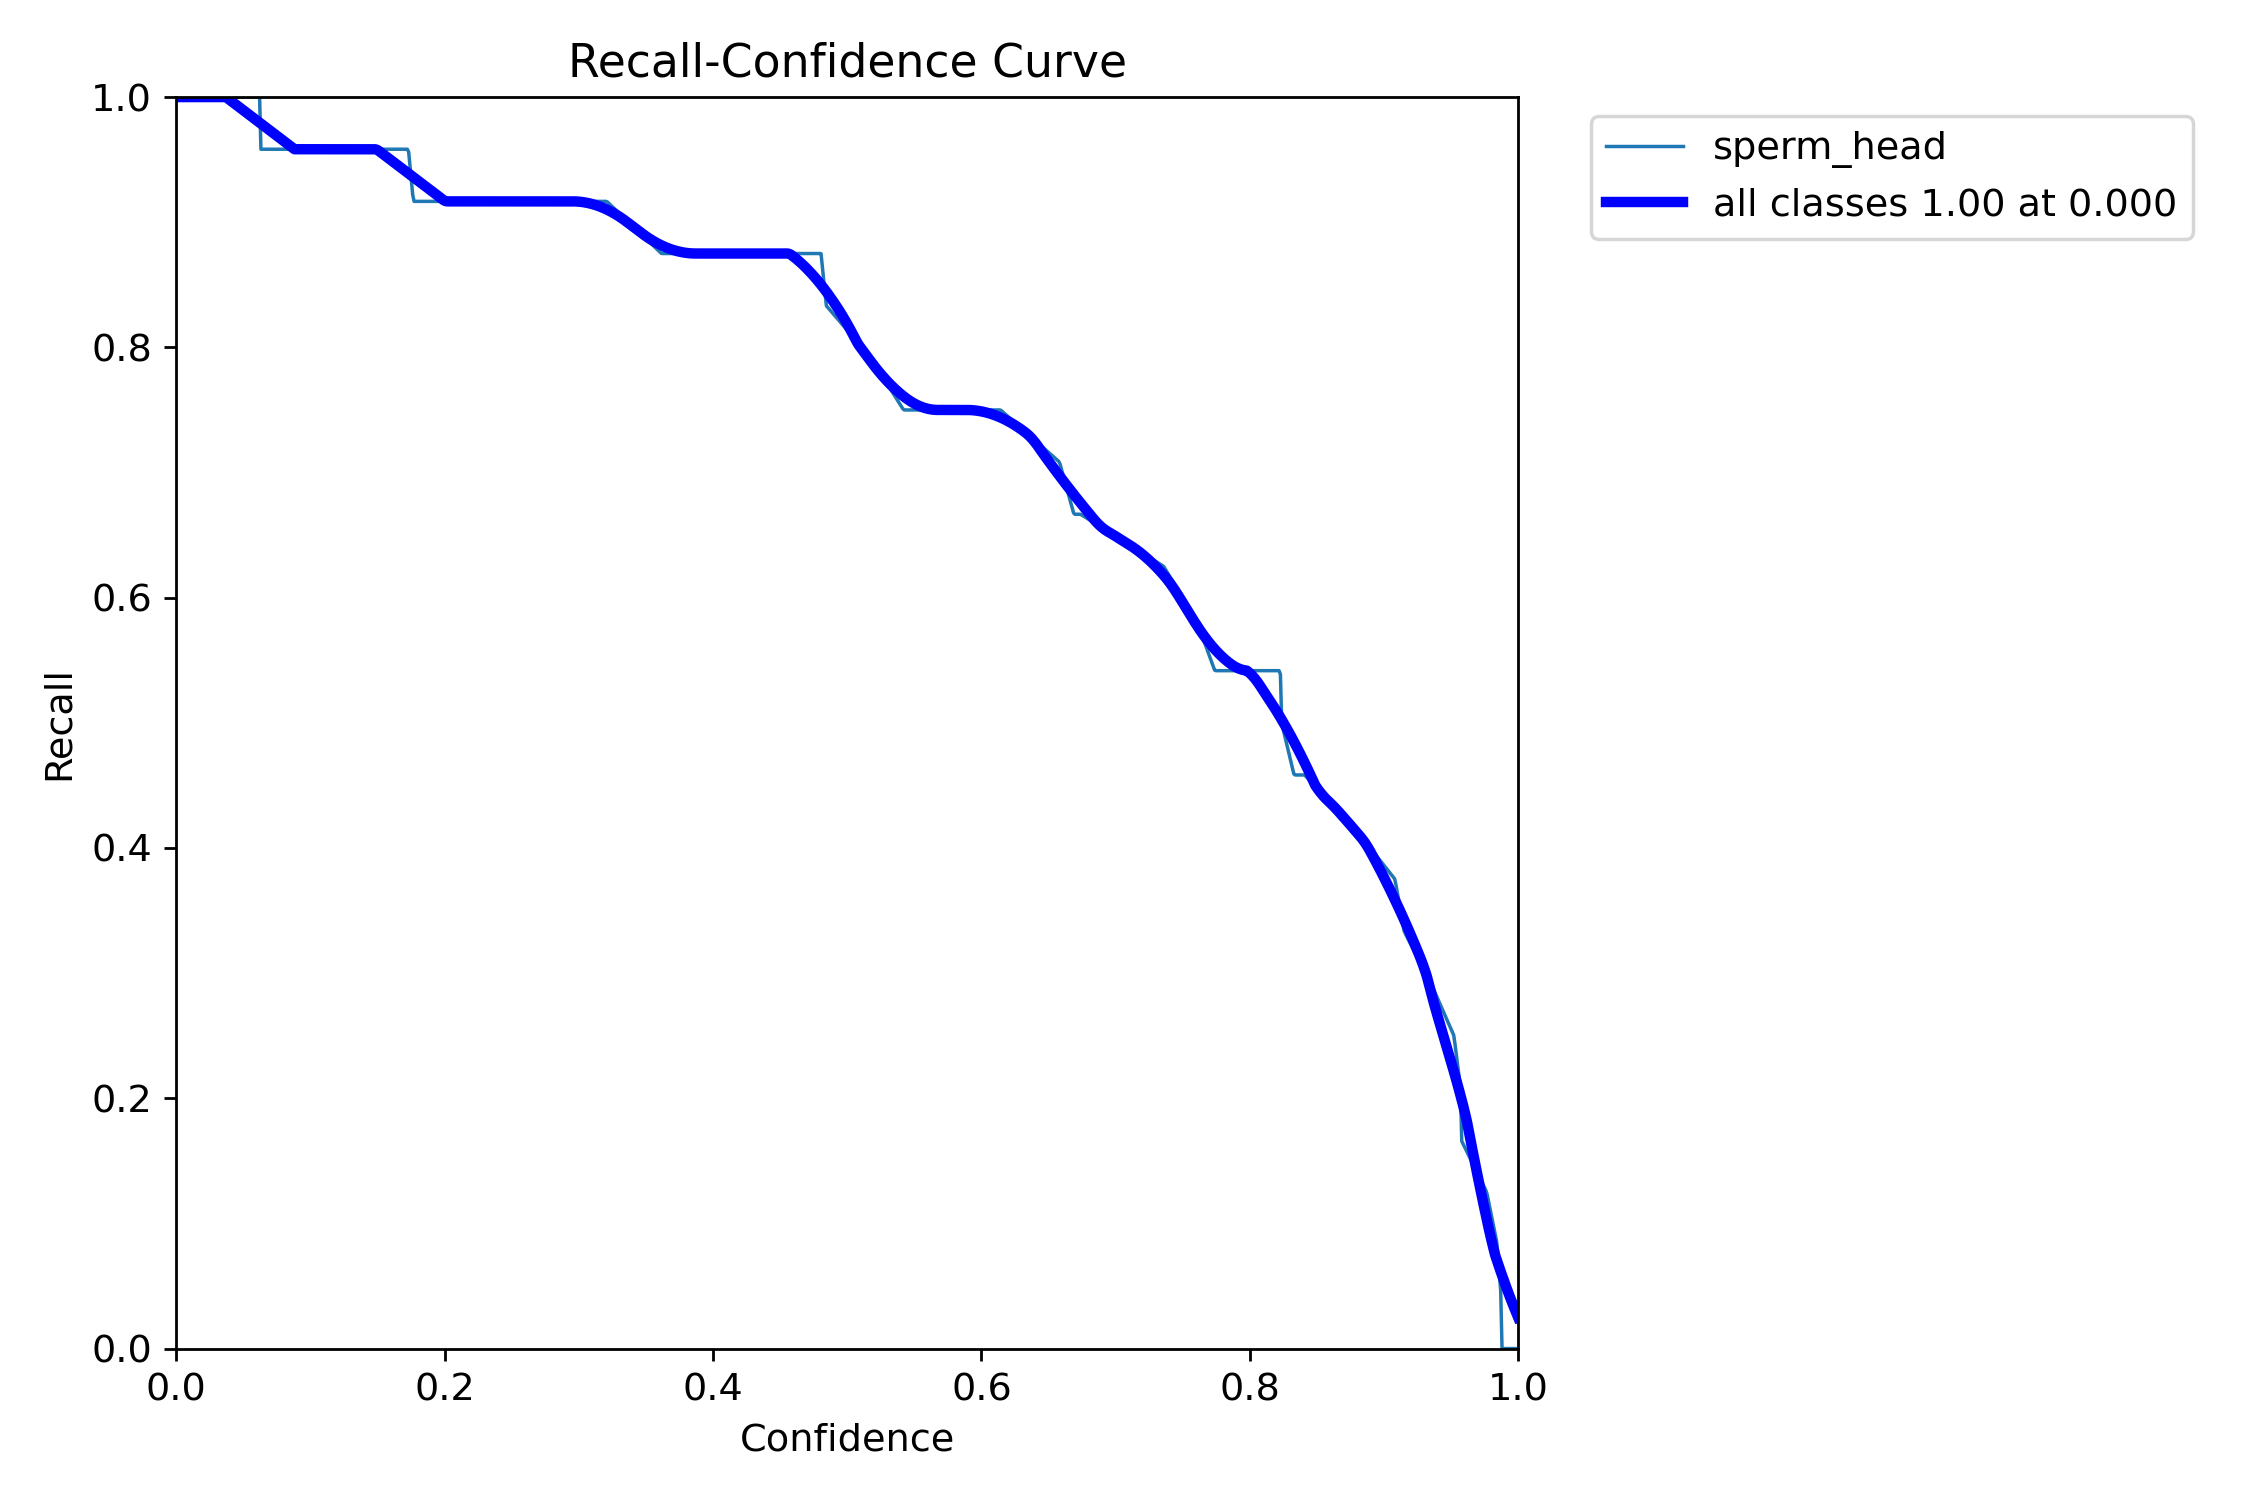 Recall-Confidence Curve
1.0
0.8
0.6
0.4
0.2
0.0
Recall
0.0 0.2 0.4 0.6 0.8 1.0
Confidence
sperm_head
all classes 1.00 at 0.000